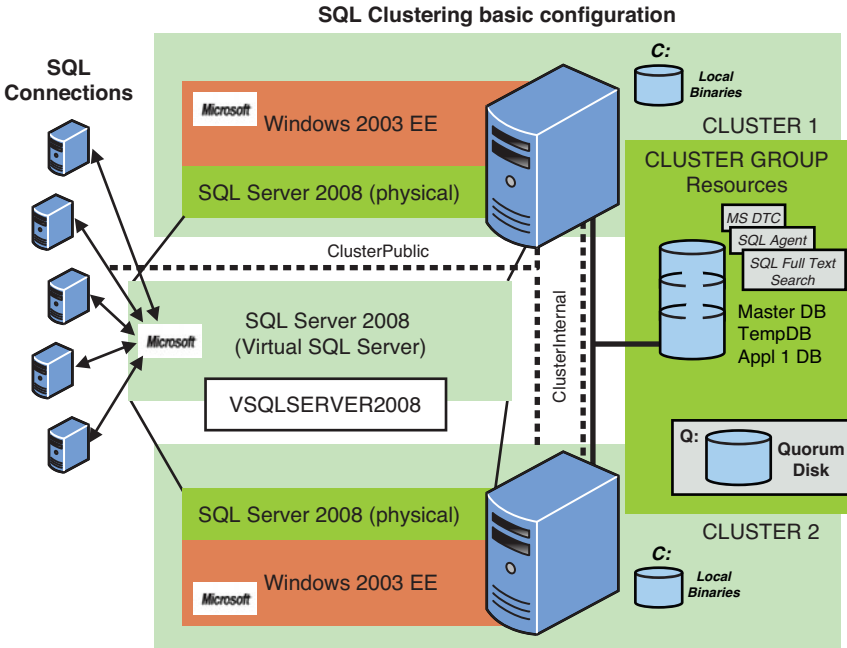 SQL Clustering basic configuration
SQL
Connections
C:
Local
Binaries
Microsoft
Windows 2003 EE
CLUSTER 1
SQL Server 2008 (physical)
CLUSTER GROUP
Resources
MS DTC
SQL Agent
SQL Full Text
Search
ClusterPublic
ClusterInternal
Master DB
TempDB
Appl 1 DB
Microsoft
SQL Server 2008
(Virtual SQL Server)
VSQLSERVER2008
Q:
Quorum
Disk
SQL Server 2008 (physical)
CLUSTER 2
Microsoft
Windows 2003 EE
C:
Local
Binaries